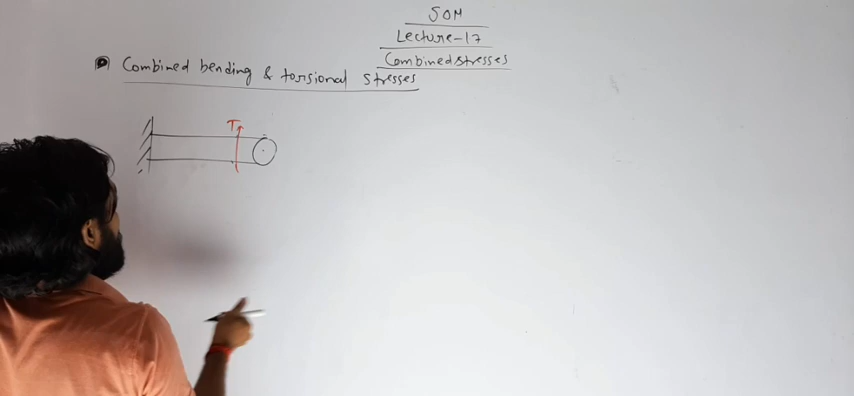 SOM
Lecture-17
Combined stresses
Combined bending & torsional stresses
T